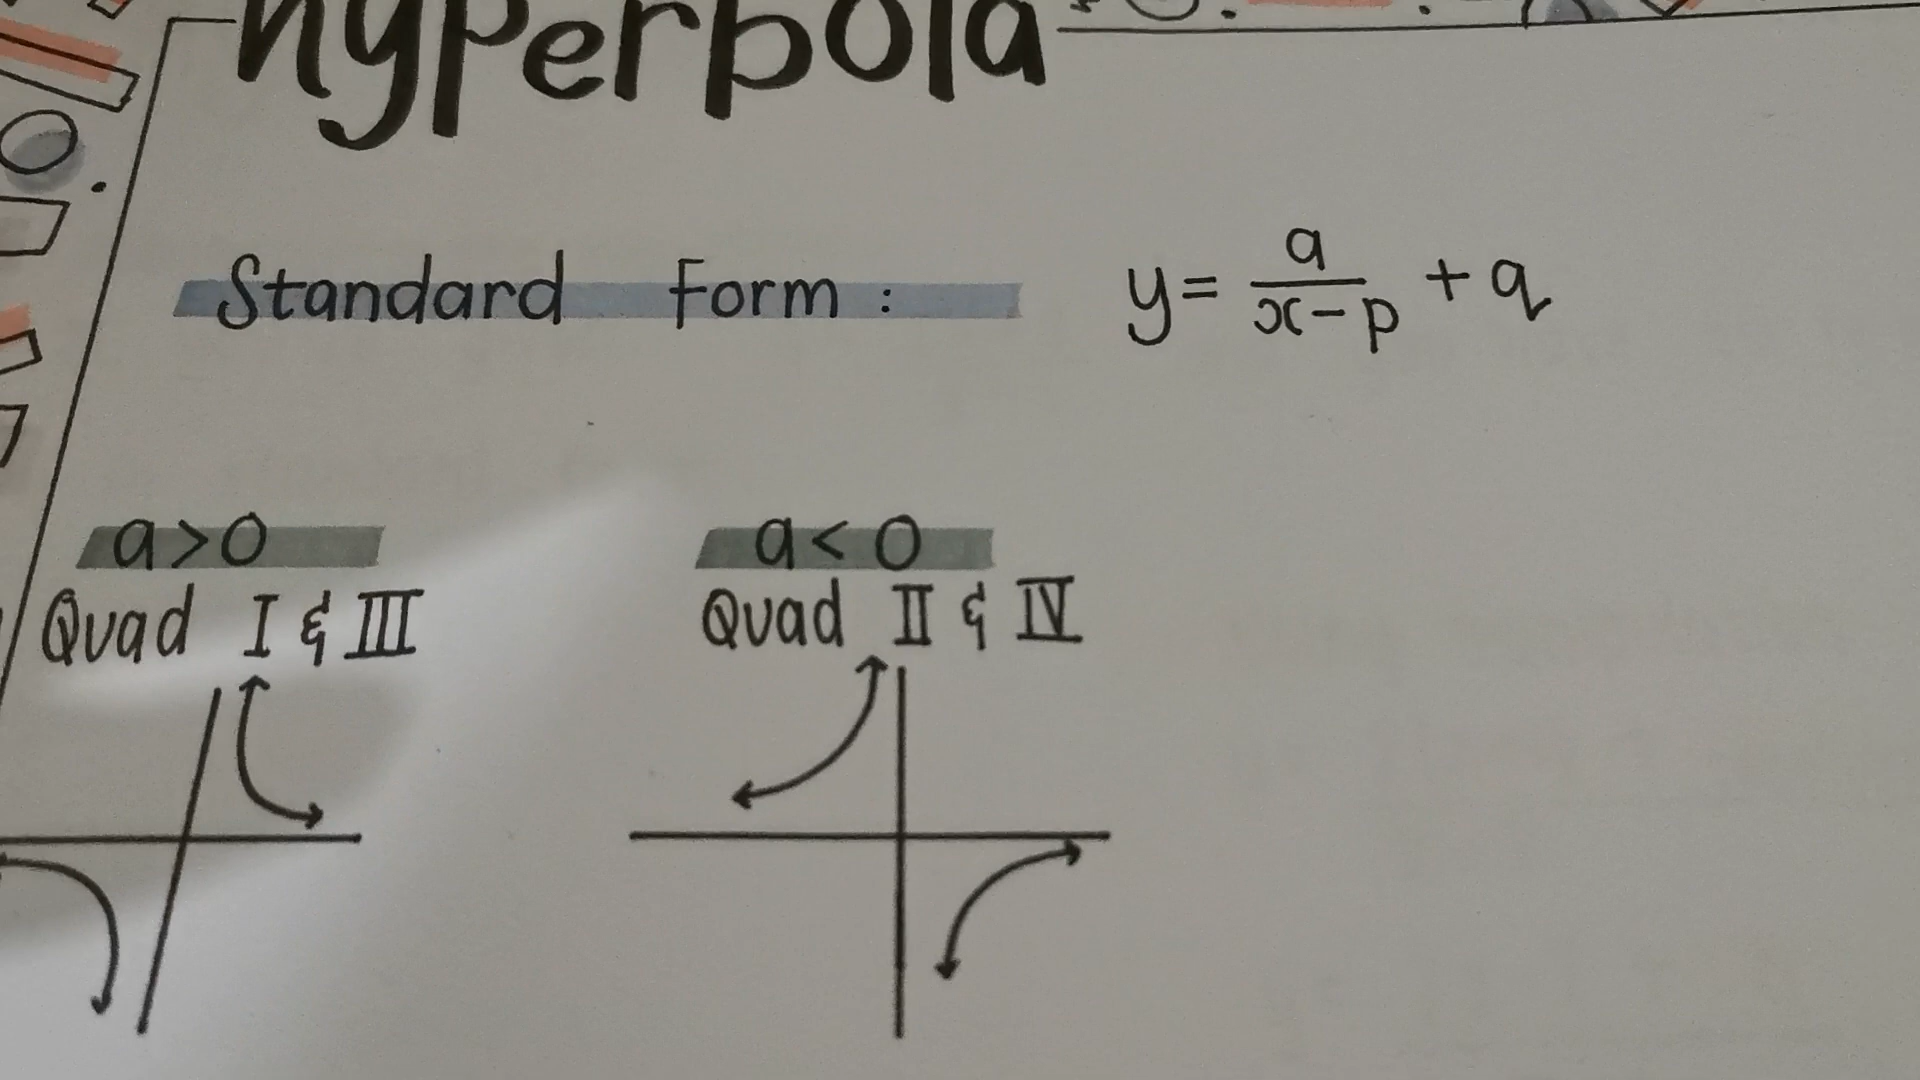 hyperbola
Standard Form : y = a/(x-p) + q
a>0
Quad I & III
a<0
Quad II & IV